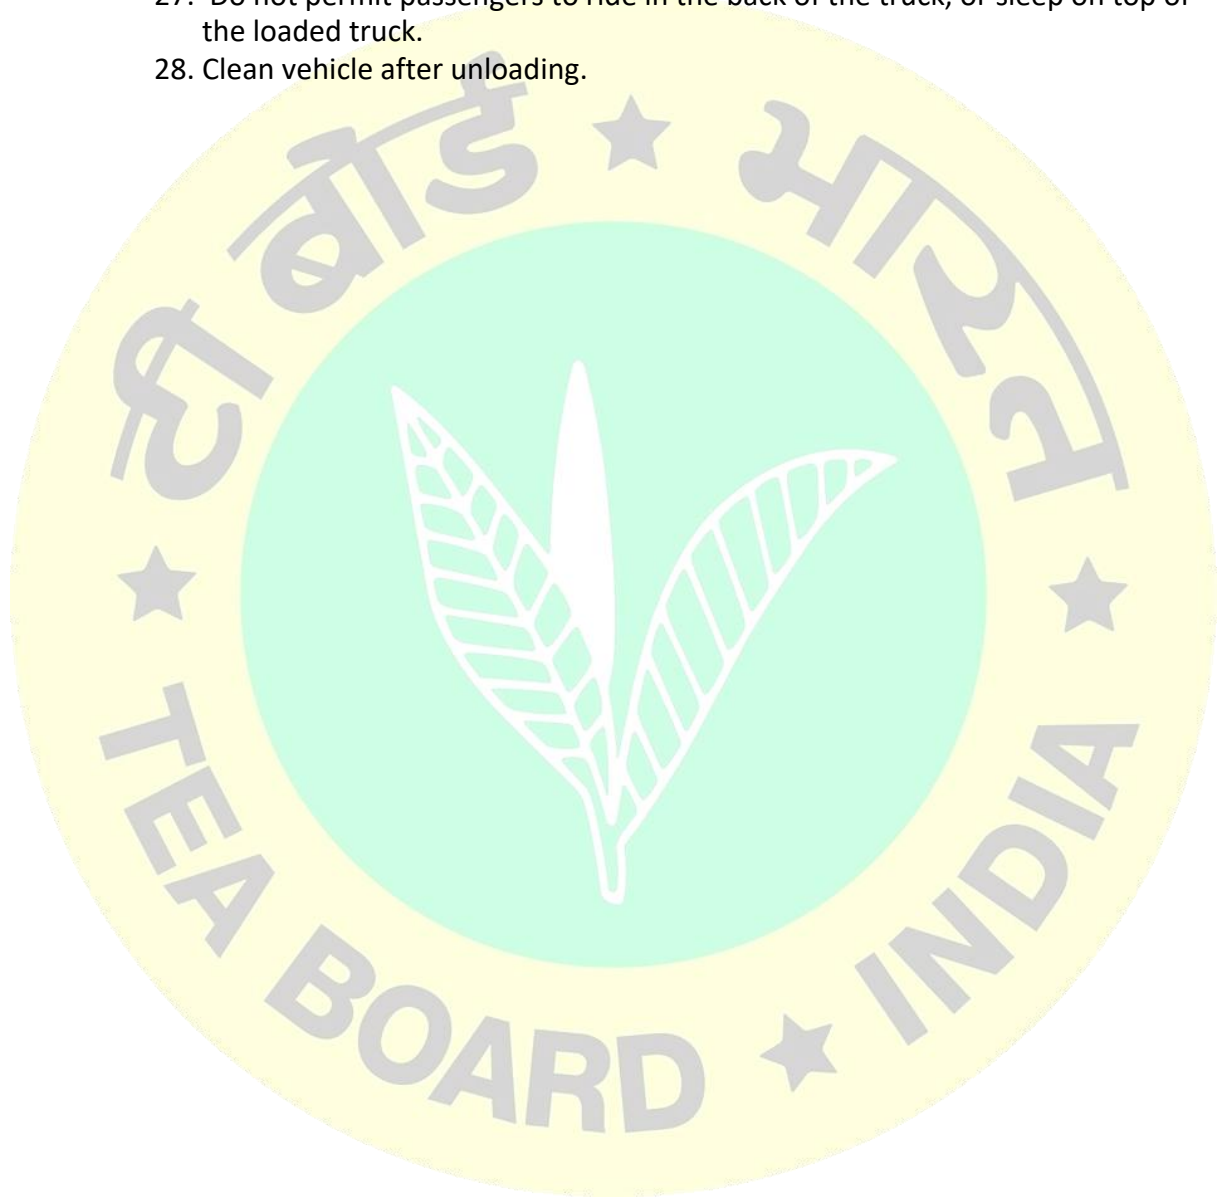 27. Do not permit passengers to ride in the back of the truck, or sleep on top of
the loaded truck.
28. Clean vehicle after unloading.
टी बोर्ड ★ भारत
★ ★
TEA BOARD ★ INDIA